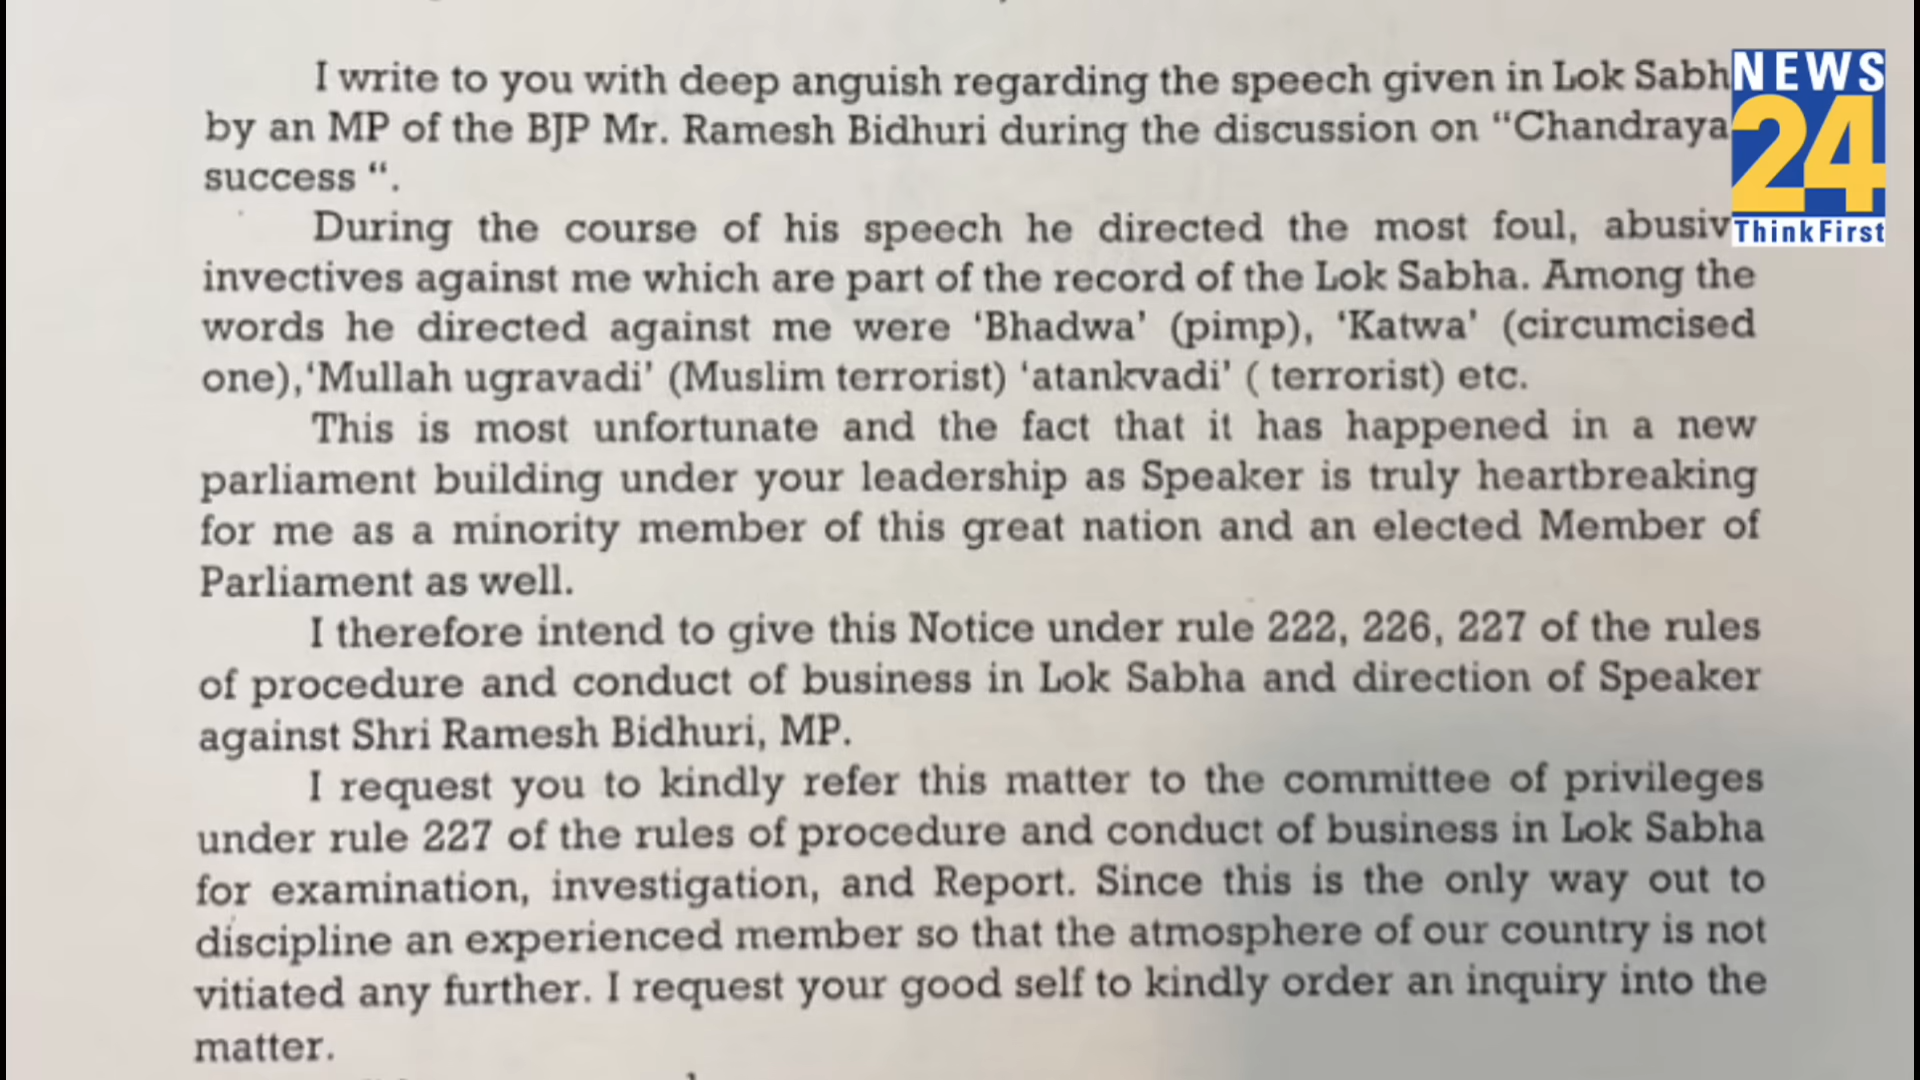 I write to you with deep anguish regarding the speech given in Lok Sabh
by an MP of the BJP Mr. Ramesh Bidhuri during the discussion on “Chandraya
success “.
During the course of his speech he directed the most foul, abusiv
invectives against me which are part of the record of the Lok Sabha. Among the
words he directed against me were ‘Bhadwa’ (pimp), ‘Katwa’ (circumcised
one),‘Mullah ugravadi’ (Muslim terrorist) ‘atankvadi’ ( terrorist) etc.
This is most unfortunate and the fact that it has happened in a new
parliament building under your leadership as Speaker is truly heartbreaking
for me as a minority member of this great nation and an elected Member of
Parliament as well.
I therefore intend to give this Notice under rule 222, 226, 227 of the rules
of procedure and conduct of business in Lok Sabha and direction of Speaker
against Shri Ramesh Bidhuri, MP.
I request you to kindly refer this matter to the committee of privileges
under rule 227 of the rules of procedure and conduct of business in Lok Sabha
for examination, investigation, and Report. Since this is the only way out to
discipline an experienced member so that the atmosphere of our country is not
vitiated any further. I request your good self to kindly order an inquiry into the
matter.
NEWS
24
Think First